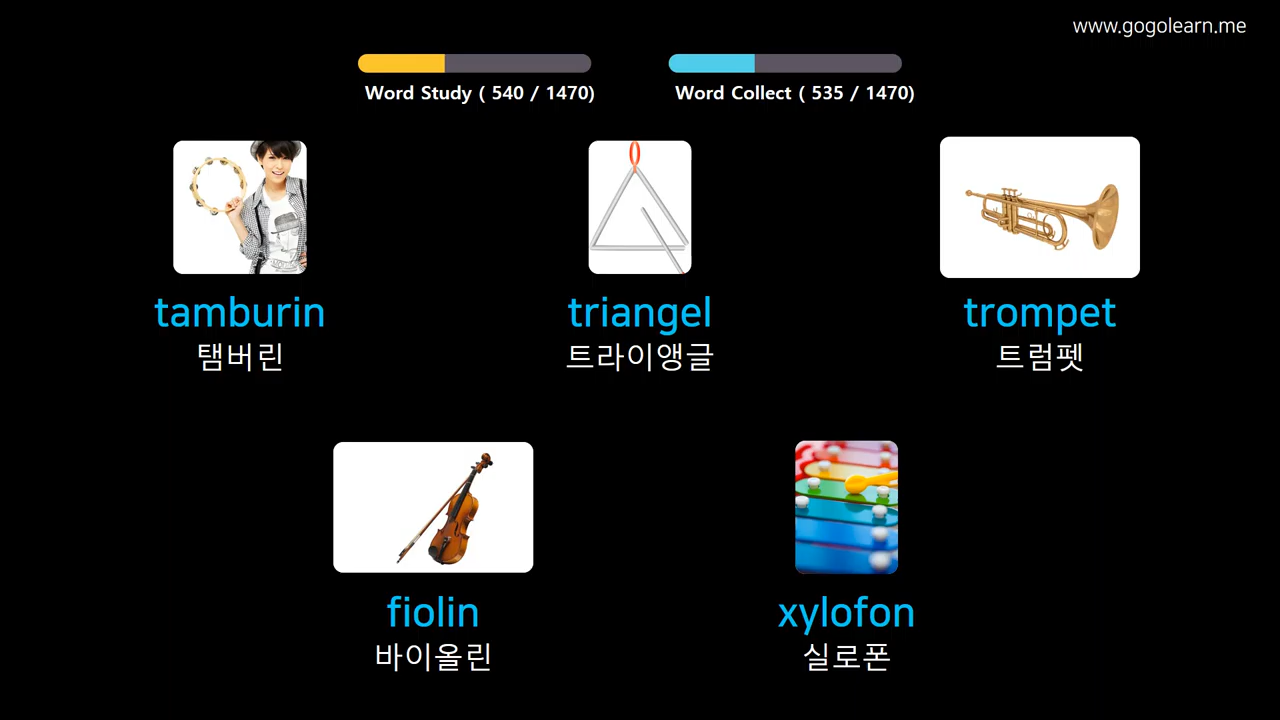 www.gogolearn.me
Word Study ( 540 / 1470)
Word Collect ( 535 / 1470)
tamburin
탬버린
triangel
트라이앵글
trompet
트럼펫
fiolin
바이올린
xylofon
실로폰